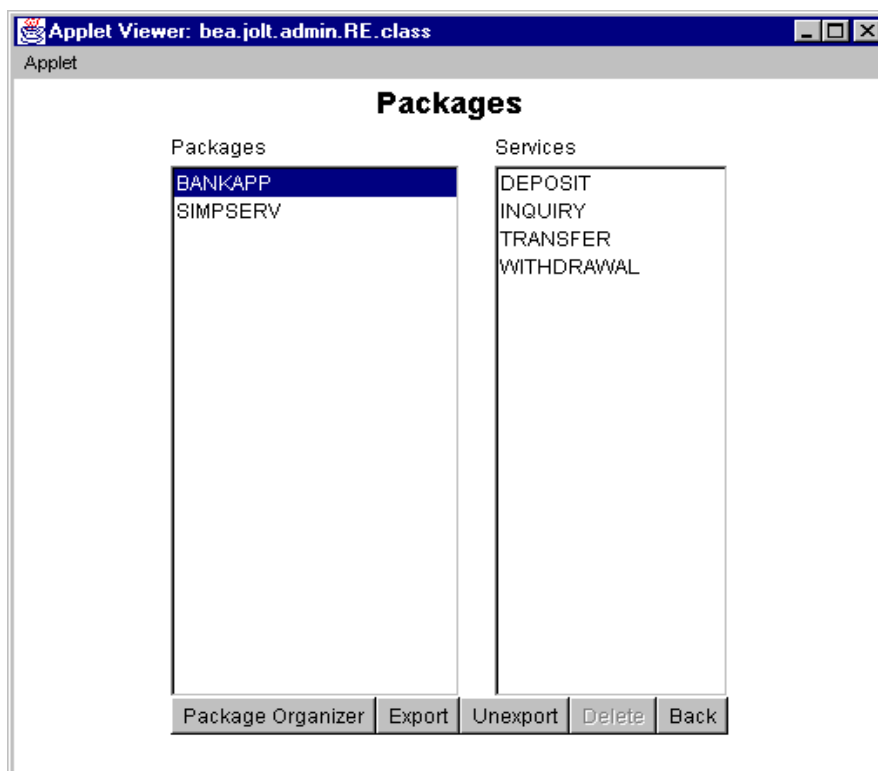 Applet Viewer: bea.jolt.admin.RE.class
Applet
Packages
Packages
Services
BANKAPP
SIMPSERV
DEPOSIT
INQUIRY
TRANSFER
WITHDRAWAL
Package Organizer Export Unexport Delete Back